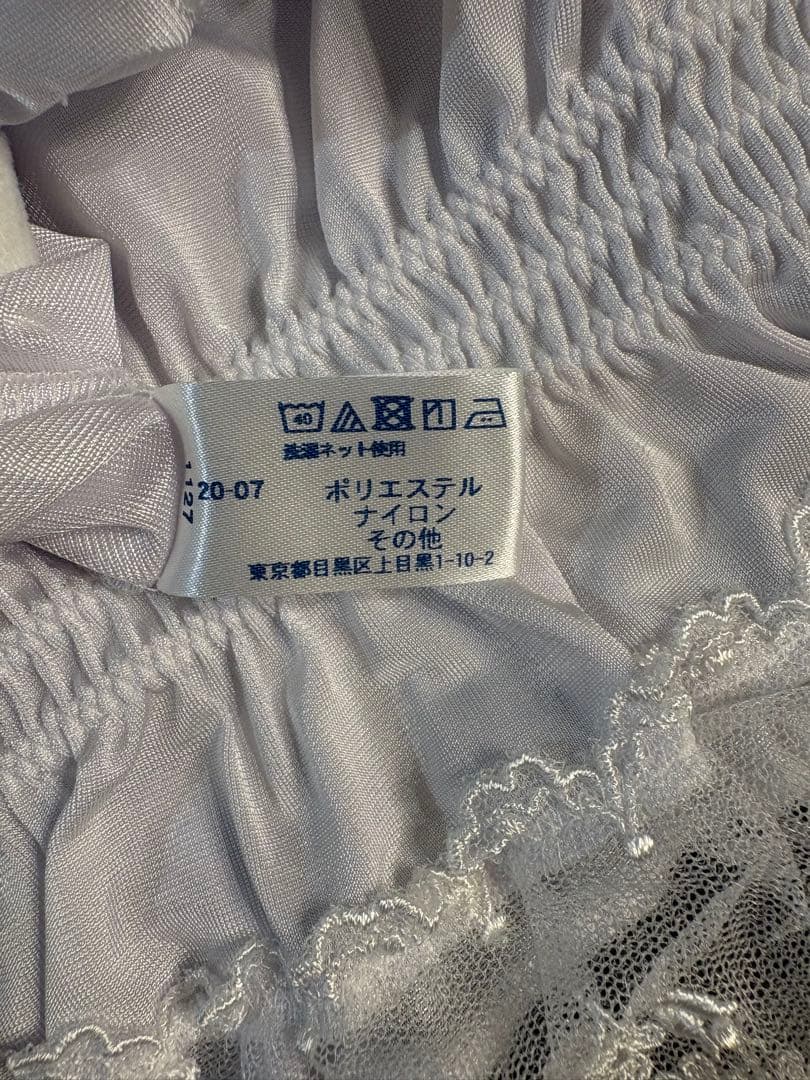 40
洗濯ネット使用
1127
20-07
ポリエステル
ナイロン
その他
東京都目黒区上目黒1-10-2